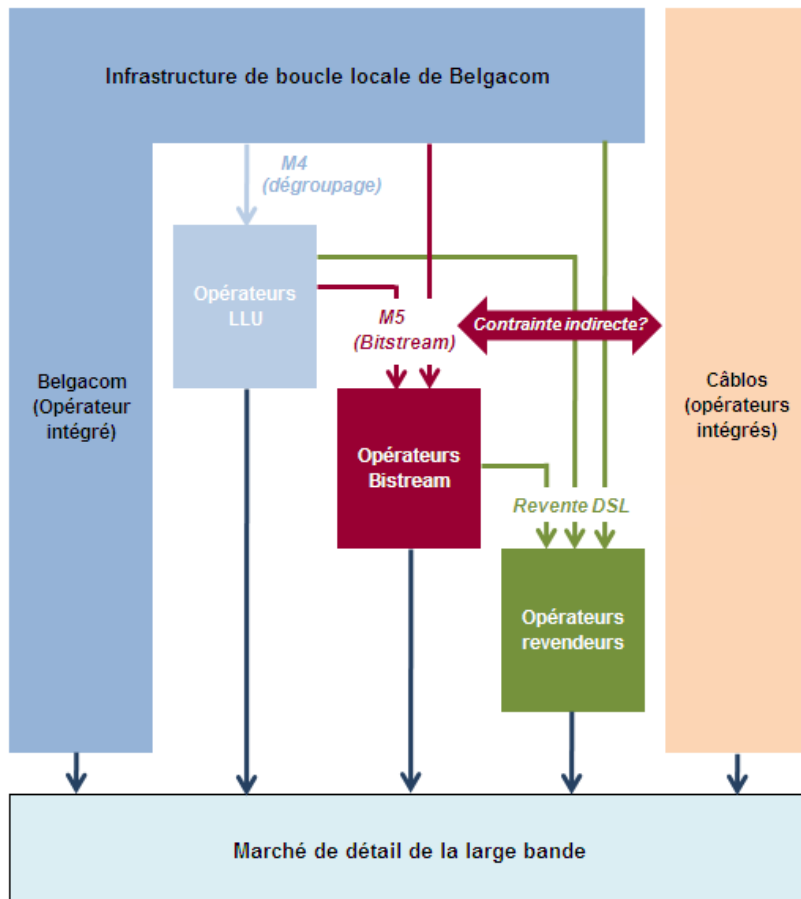 Infrastructure de boucle locale de Belgacom
M4
(dégroupage)
Opérateurs
LLU
M5
(Bitstream)
Contrainte indirecte?
Belgacom
(Opérateur
intégré)
Câblos
(opérateurs
intégrés)
Opérateurs
Bistream
Revente DSL
Opérateurs
revendeurs
Marché de détail de la large bande